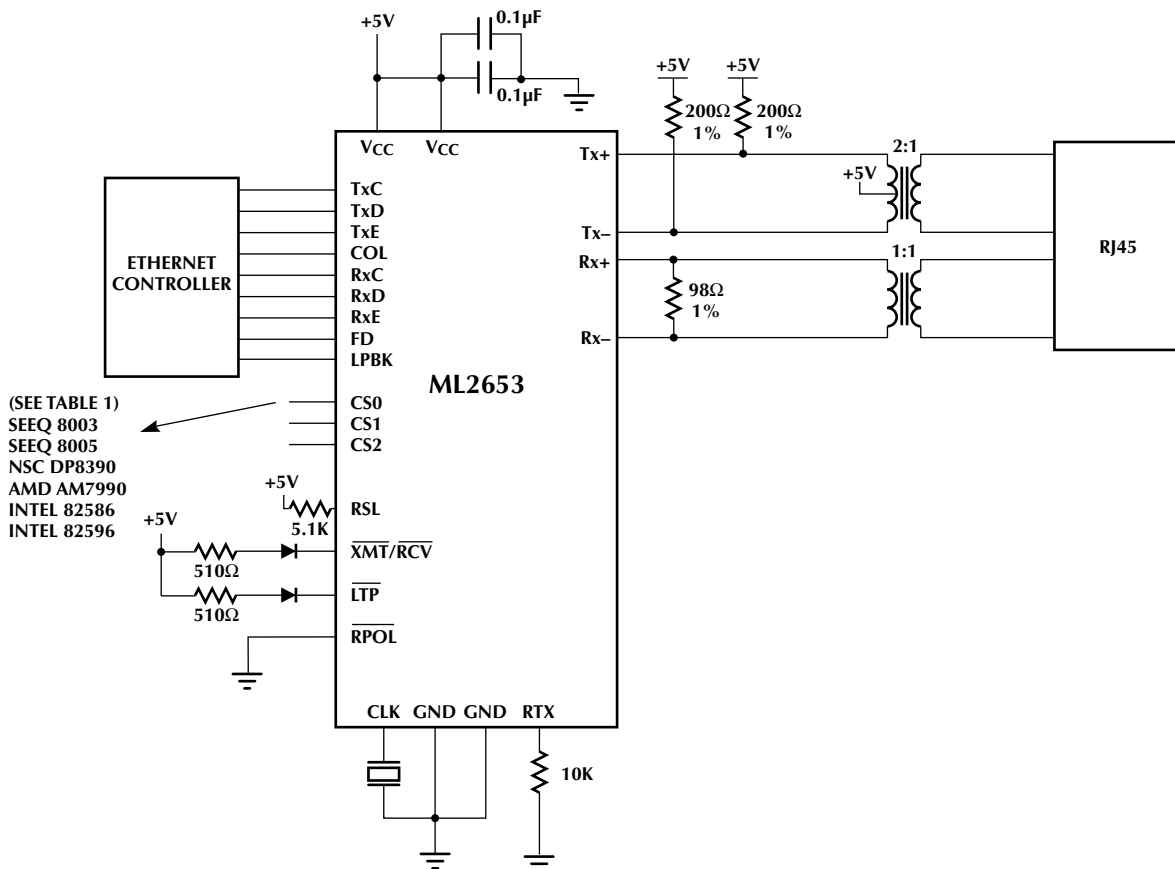 +5V
0.1µF
0.1µF
+5V
+5V
200Ω
1%
200Ω
1%
VCC
VCC
Tx+
2:1
+5V
TxC
TxD
TxE
COL
RxC
RxD
RxE
FD
LPBK
ETHERNET
CONTROLLER
Tx–
Rx+
1:1
RJ45
98Ω
1%
Rx–
ML2653
(SEE TABLE 1)
SEEQ 8003
SEEQ 8005
NSC DP8390
AMD AM7990
INTEL 82586
INTEL 82596
CS0
CS1
CS2
+5V
RSL
5.1K
+5V
XMT/RCV
510Ω
LTP
510Ω
RPOL
CLK
GND
GND
RTX
10K